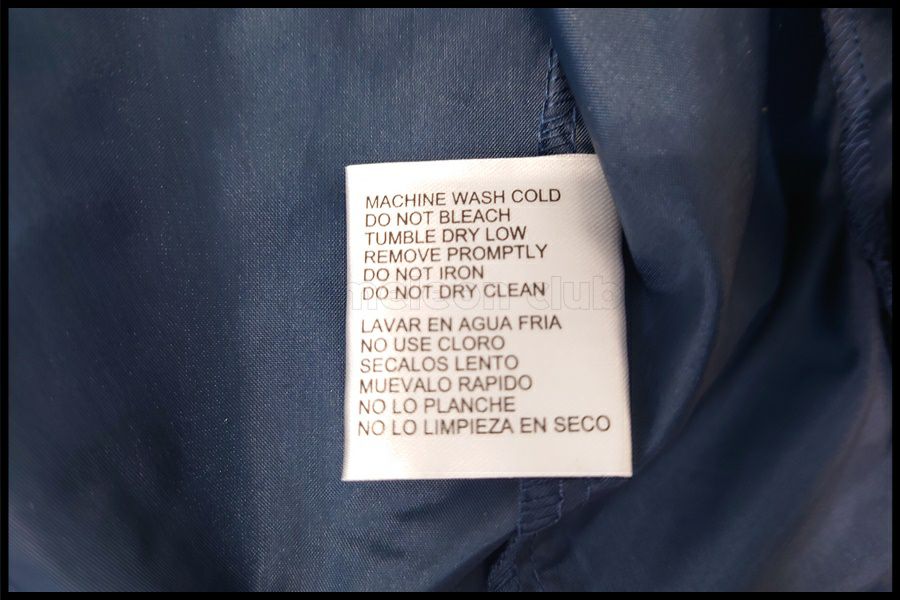 MACHINE WASH COLD
DO NOT BLEACH
TUMBLE DRY LOW
REMOVE PROMPTLY
DO NOT IRON
DO NOT DRY CLEAN
LAVAR EN AGUA FRIA
NO USE CLORO
SECALOS LENTO
MUEVALO RAPIDO
NO LO PLANCHE
NO LO LIMPIEZA EN SECO
club